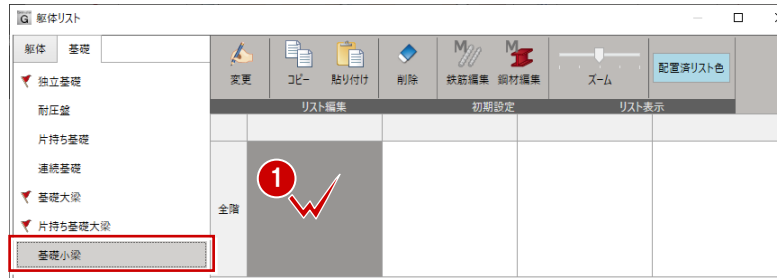 G 躯体リスト
躯体 基礎
変更 コピー 貼り付け 削除 鉄筋編集 鋼材編集 ズーム 配置済リスト色
リスト編集 初期設定 リスト表示
独立基礎
耐圧盤
片持ち基礎
連続基礎
基礎大梁
片持ち基礎大梁
基礎小梁
全階
1